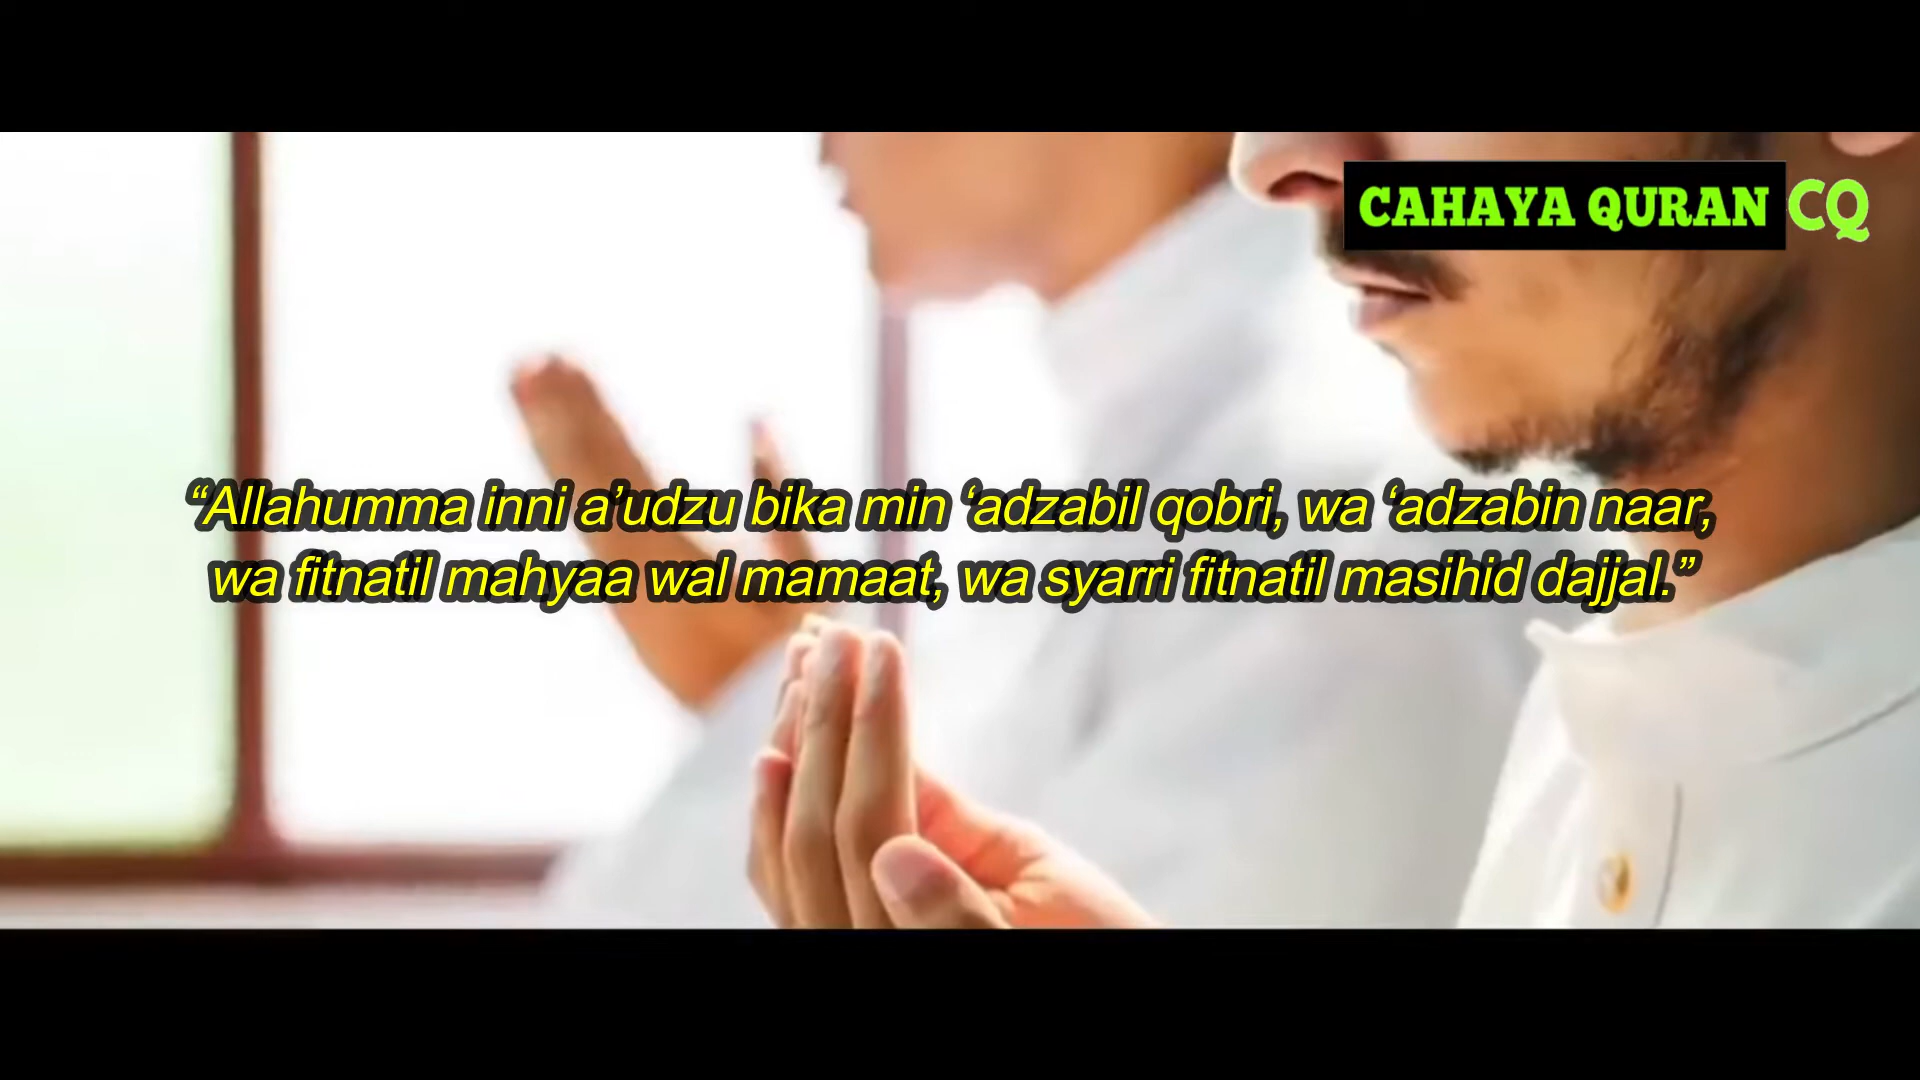 CAHAYA QURAN CQ
“Allahumma inni a’udzu bika min ‘adzabil qobri, wa ‘adzabin naar,
wa fitnatil mahyaa wal mamaat, wa syarri fitnatil masihid dajjal.”